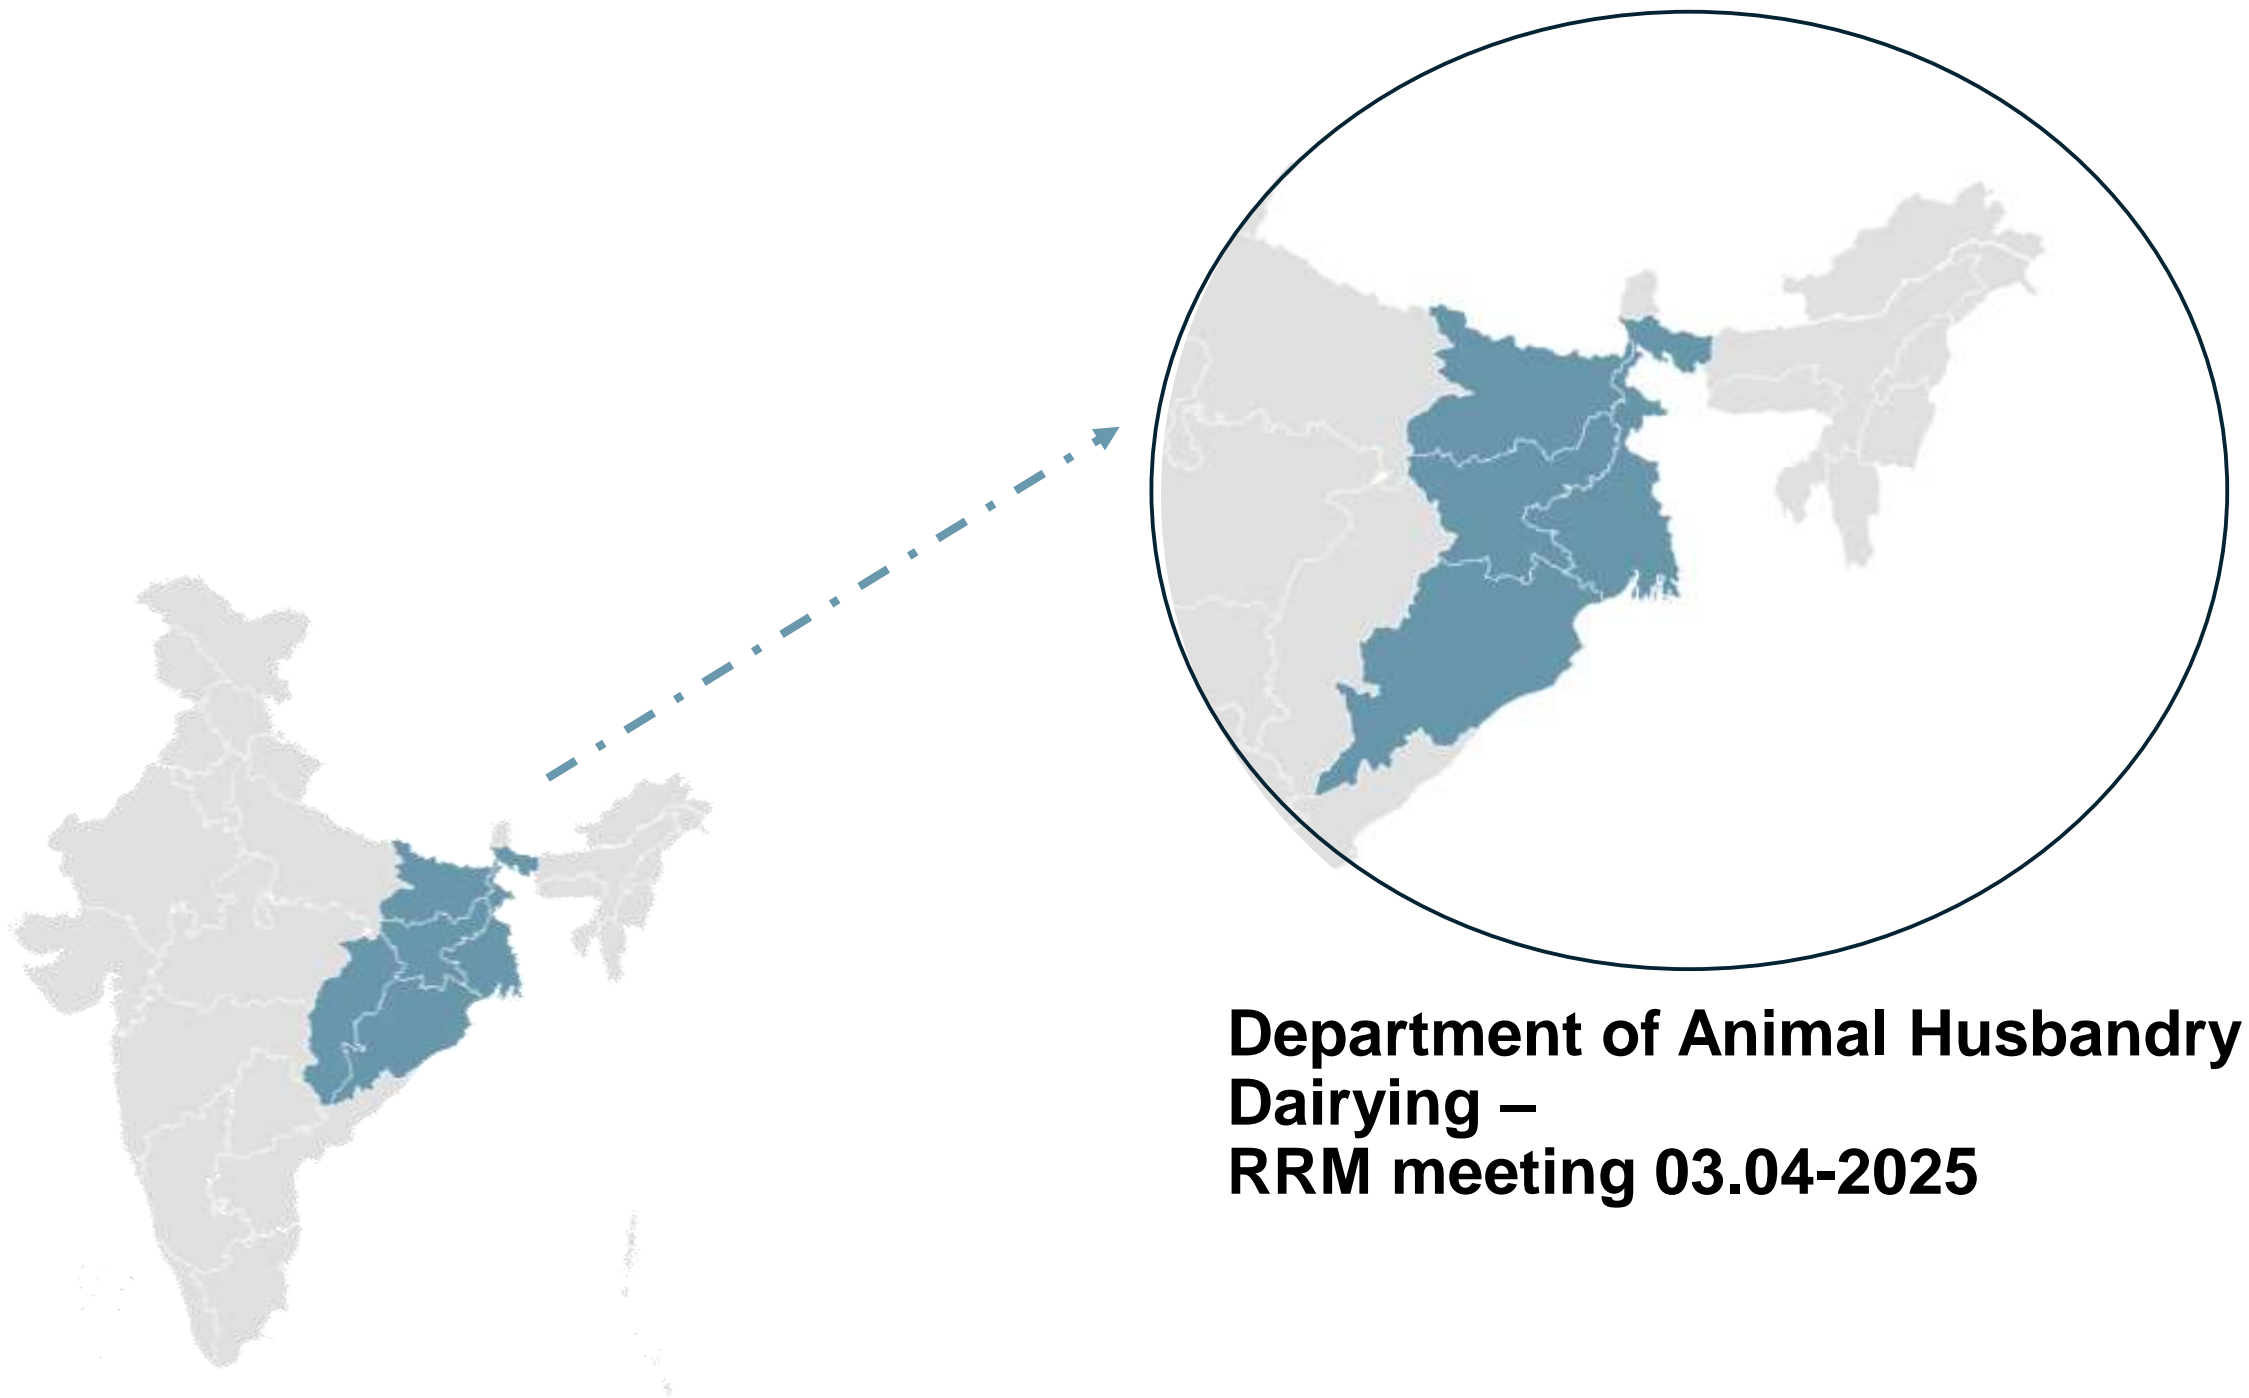 Department of Animal Husbandry
Dairying –
RRM meeting 03.04-2025